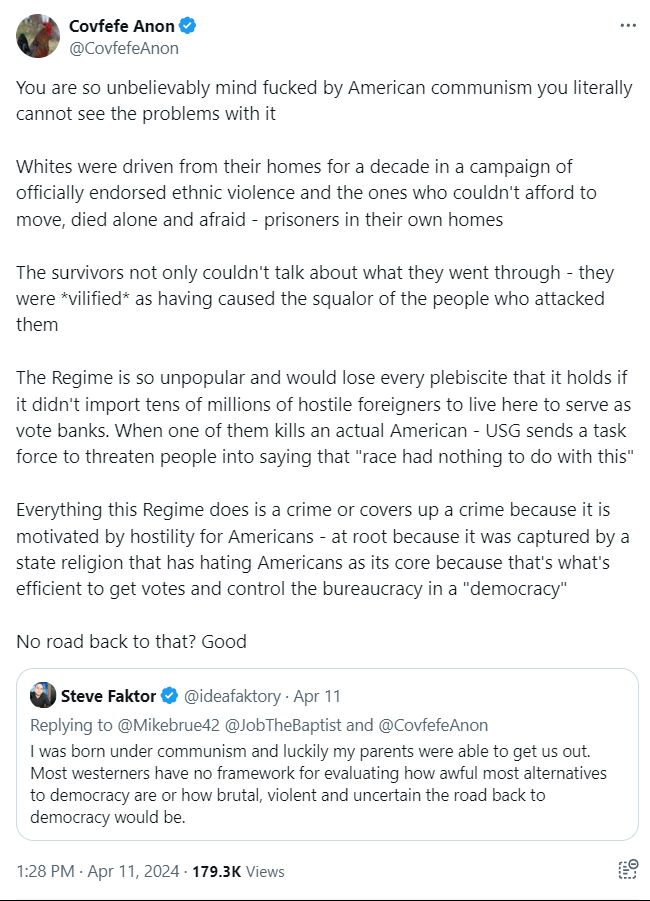 Covfefe Anon
@CovfefeAnon
You are so unbelievably mind fucked by American communism you literally
cannot see the problems with it
Whites were driven from their homes for a decade in a campaign of
officially endorsed ethnic violence and the ones who couldn't afford to
move, died alone and afraid - prisoners in their own homes
The survivors not only couldn't talk about what they went through - they
were *vilified* as having caused the squalor of the people who attacked
them
The Regime is so unpopular and would lose every plebiscite that it holds if
it didn't import tens of millions of hostile foreigners to live here to serve as
vote banks. When one of them kills an actual American - USG sends a task
force to threaten people into saying that "race had nothing to do with this"
Everything this Regime does is a crime or covers up a crime because it is
motivated by hostility for Americans - at root because it was captured by a
state religion that has hating Americans as its core because that's what's
efficient to get votes and control the bureaucracy in a "democracy"
No road back to that? Good
Steve Faktor @ideafaktory · Apr 11
Replying to @Mikebrue42 @JobTheBaptist and @CovfefeAnon
I was born under communism and luckily my parents were able to get us out.
Most westerners have no framework for evaluating how awful most alternatives
to democracy are or how brutal, violent and uncertain the road back to
democracy would be.
1:28 PM · Apr 11, 2024 · 179.3K Views